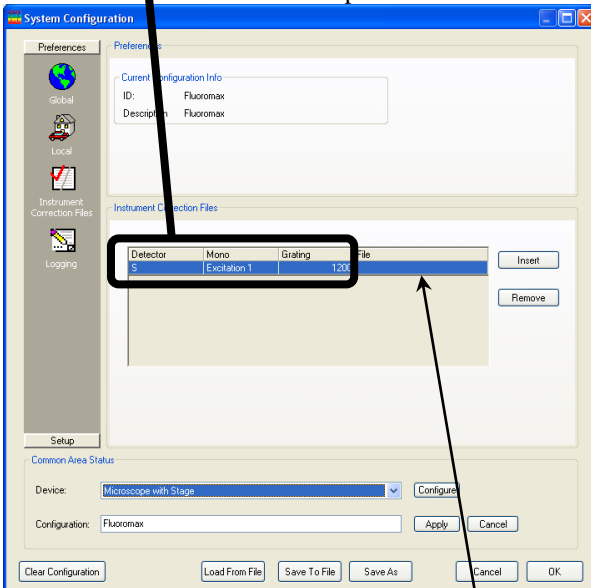 System Configuration
Preferences
Global
Local
Instrument
Correction Files
Logging
Setup
Preferences
Current Configuration Info
ID: Fluoromax
Description Fluoromax
Instrument Correction Files
Detector Mono Grating File
S Excitation 1 1200
Insert
Remove
Common Area Status
Device: Microscope with Stage Configure
Configuration: Fluoromax Apply Cancel
Clear Configuration Load From File Save To File Save As Cancel OK